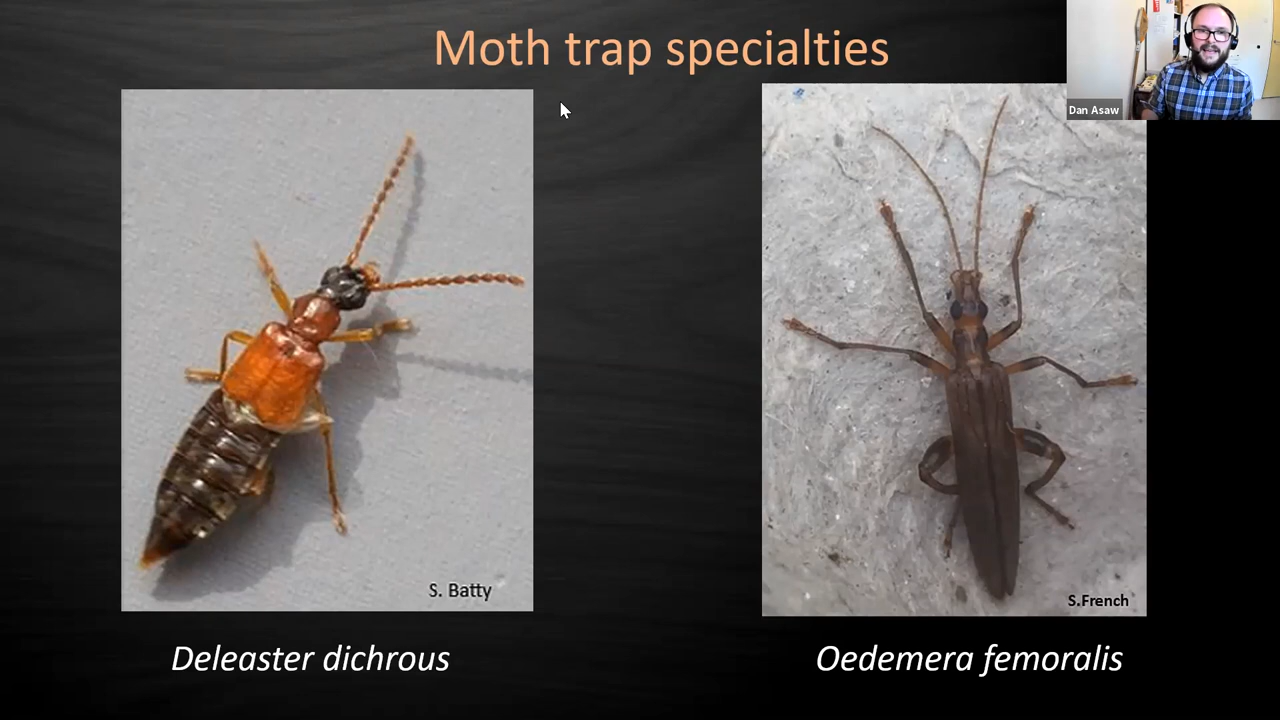 Moth trap specialties
Dan Asaw
S. Batty
S.French
Deleaster dichrous
Oedemera femoralis